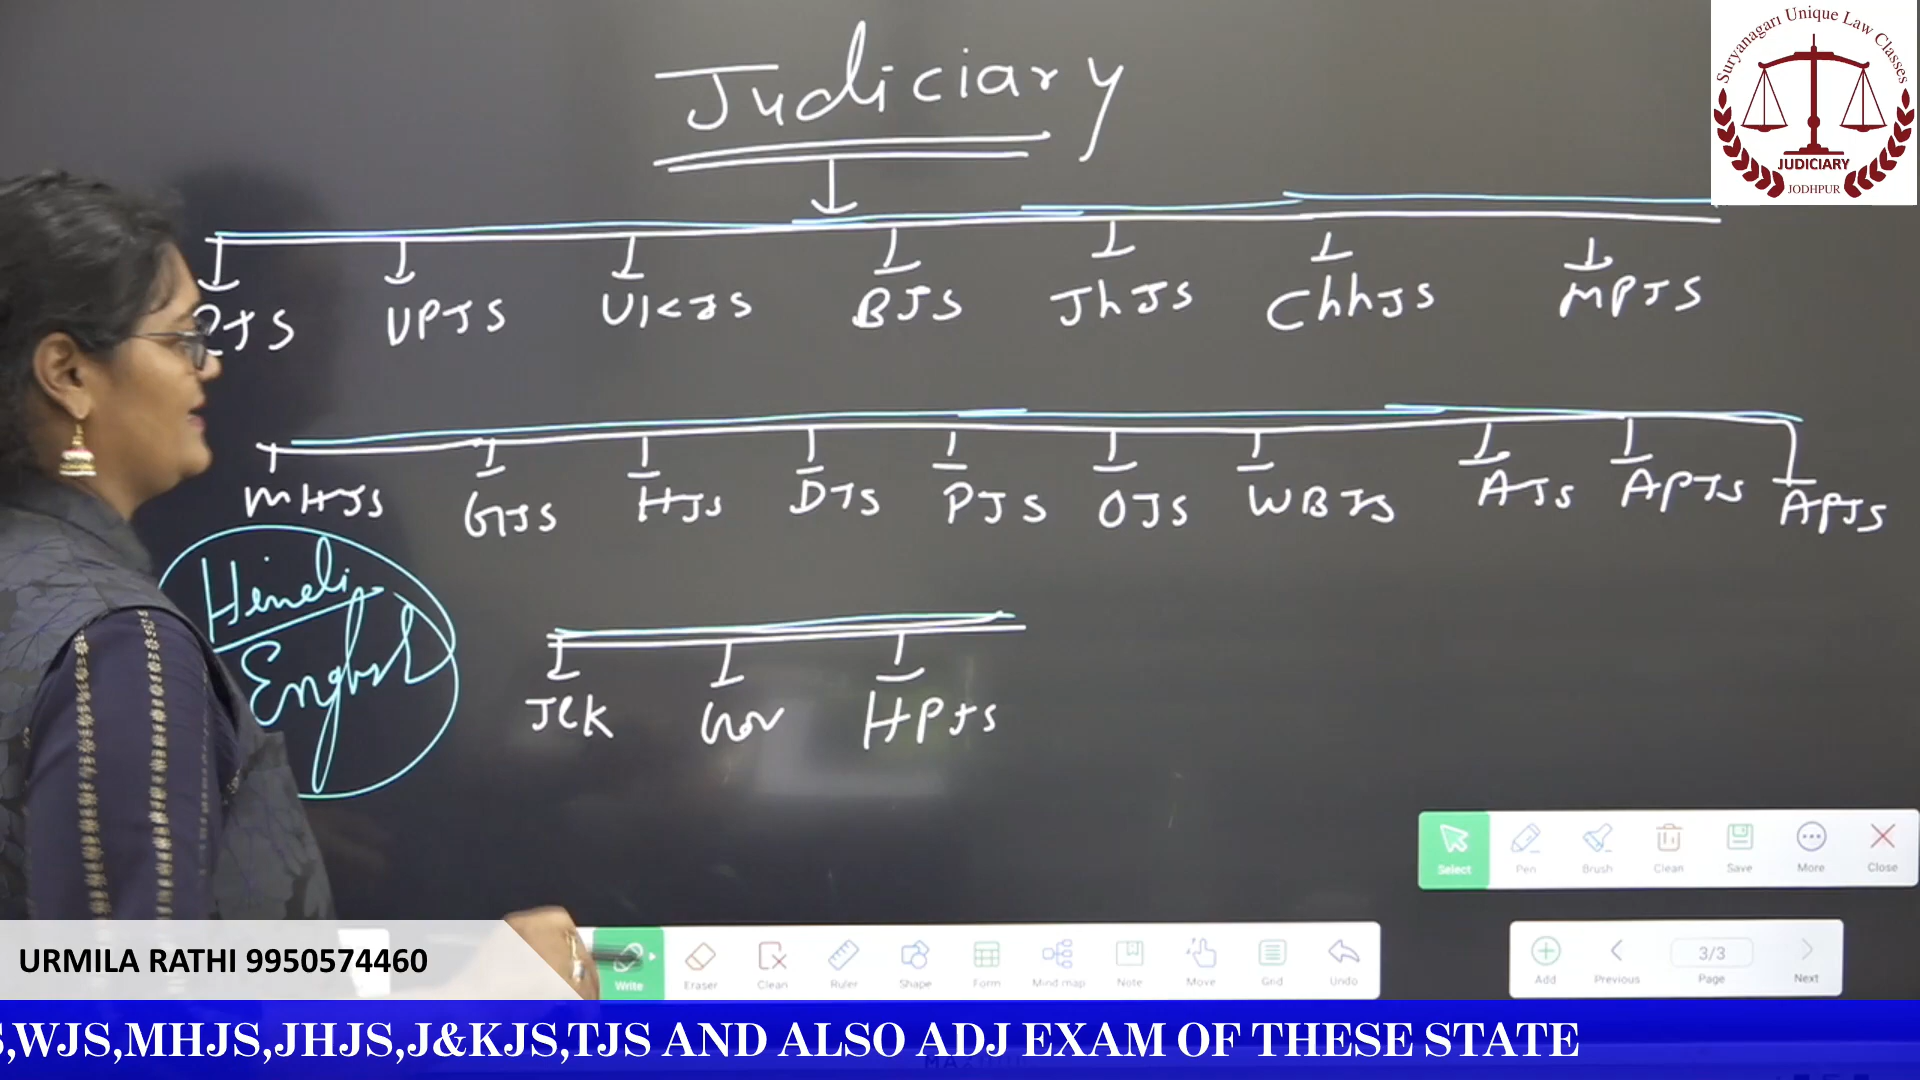 Judiciary
Suryanagari Unique Law Classes
JUDICIARY
JODHPUR
RJS UPJS UKJS BJS JhJS ChhJS MPJS
MHJS GJS HJS DJS PJS OJS WBJS AJS APJS APJS
Hindi
English
J&K HPJS
Select Pen Brush Clean Save More Close
URMILA RATHI 9950574460
Write Eraser Clean Ruler Shape Form Mind map Note Move Grid Undo
Add Previous 3/3 Page Next
S,WJS,MHJS,JHJS,J&KJS,TJS AND ALSO ADJ EXAM OF THESE STATE